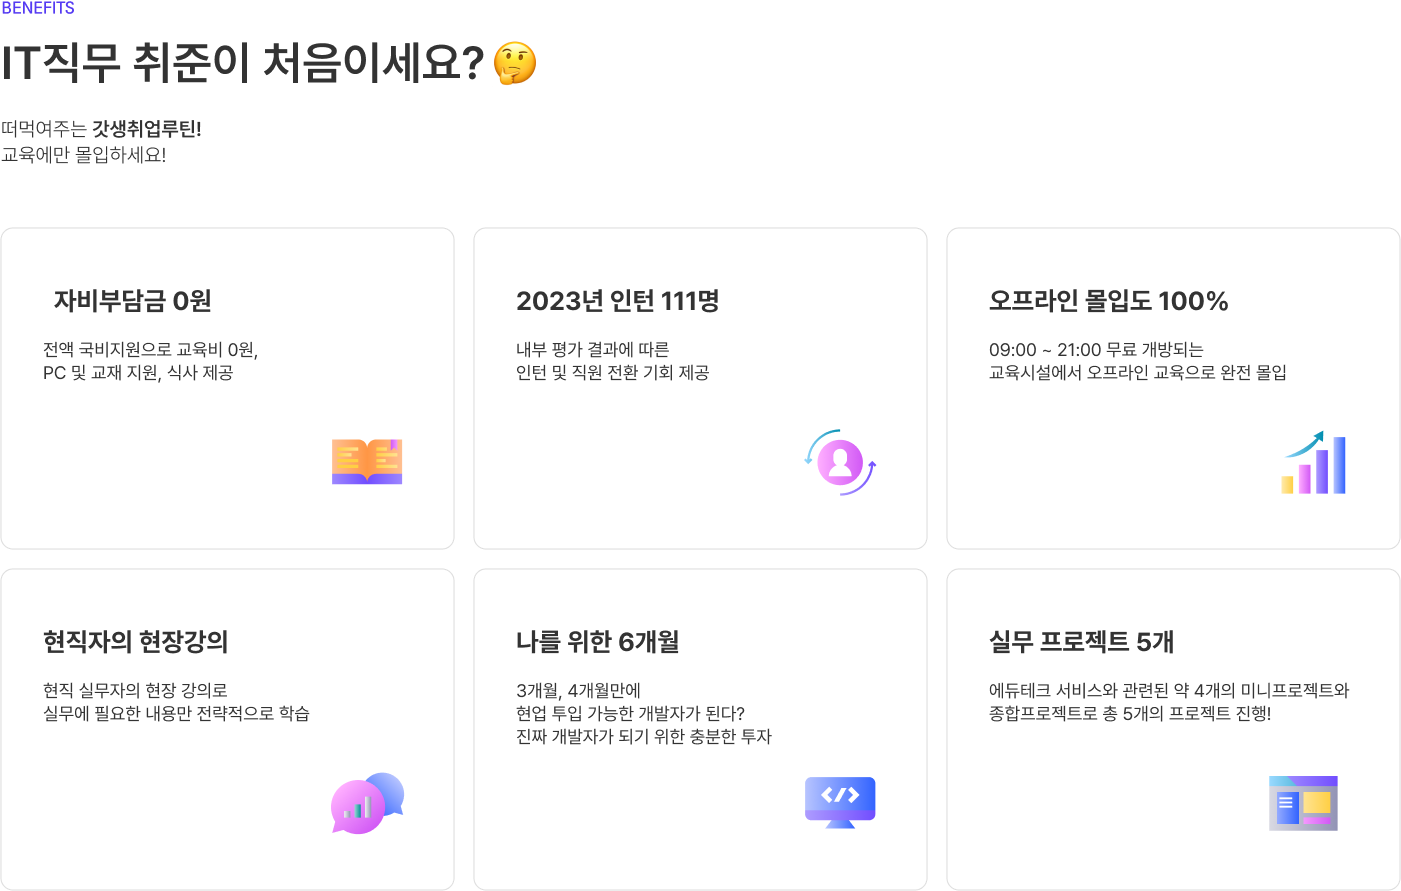 BENEFITS
IT직무 취준이 처음이세요? 🤔
떠먹여주는 갓생취업루틴!
교육에만 몰입하세요!
자비부담금 0원
전액 국비지원으로 교육비 0원,
PC 및 교재 지원, 식사 제공
2023년 인턴 111명
내부 평가 결과에 따른
인턴 및 직원 전환 기회 제공
오프라인 몰입도 100%
09:00 ~ 21:00 무료 개방되는
교육시설에서 오프라인 교육으로 완전 몰입
현직자의 현장강의
현직 실무자의 현장 강의로
실무에 필요한 내용만 전략적으로 학습
나를 위한 6개월
3개월, 4개월만에
현업 투입 가능한 개발자가 된다?
진짜 개발자가 되기 위한 충분한 투자
실무 프로젝트 5개
에듀테크 서비스와 관련된 약 4개의 미니프로젝트와
종합프로젝트로 총 5개의 프로젝트 진행!